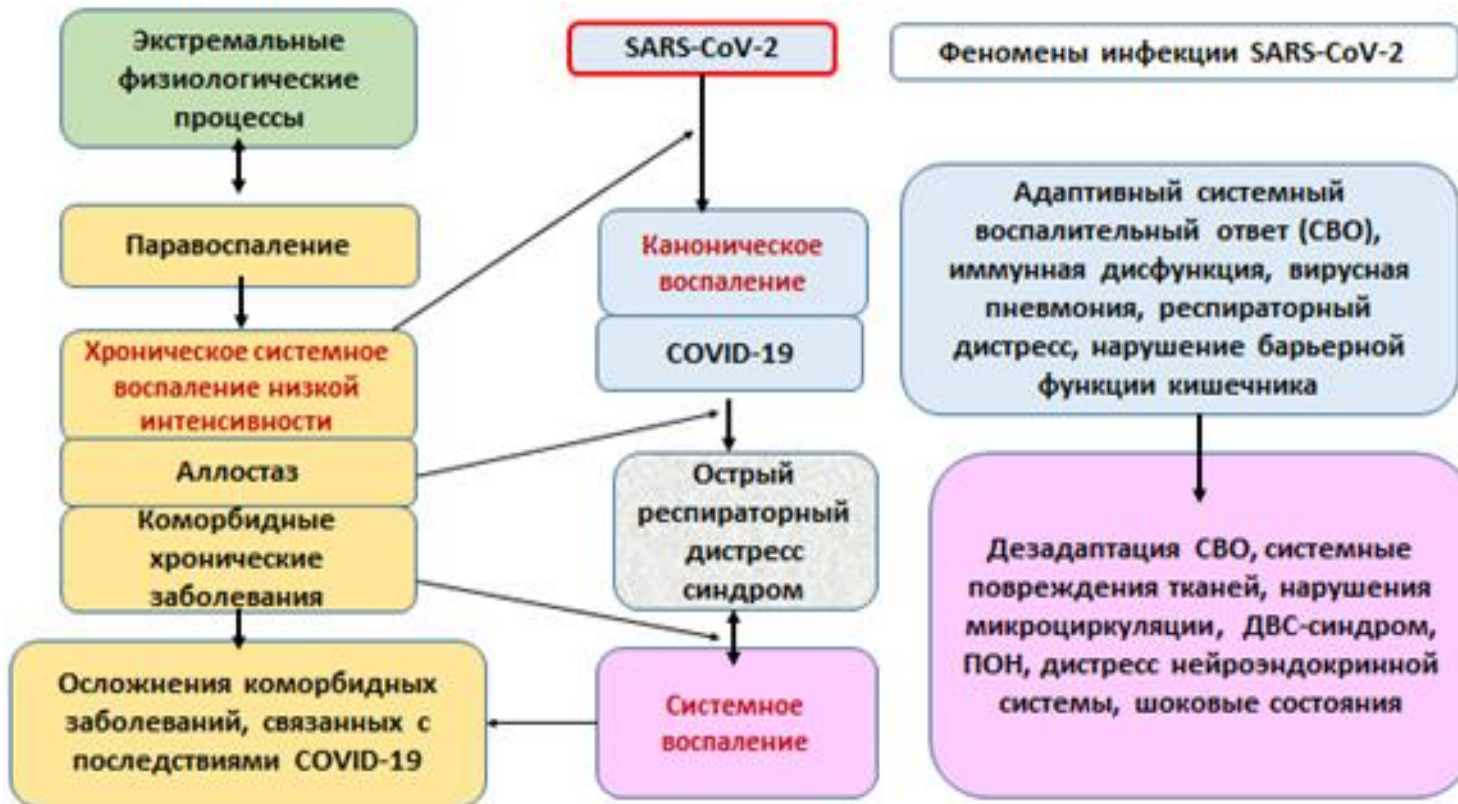 Экстремальные
физиологические
процессы
Паравоспаление
Хроническое системное
воспаление низкой
интенсивности
Аллостаз
Коморбидные
хронические
заболевания
Осложнения коморбидных
заболеваний, связанных с
последствиями COVID-19
SARS-CoV-2
Каноническое
воспаление
COVID-19
Острый
респираторный
дистресс
синдром
Системное
воспаление
Феномены инфекции SARS-CoV-2
Адаптивный системный
воспалительный ответ (СВО),
иммунная дисфункция, вирусная
пневмония, респираторный
дистресс, нарушение барьерной
функции кишечника
Дезадаптация СВО, системные
повреждения тканей, нарушения
микроциркуляции, ДВС-синдром,
ПОН, дистресс нейроэндокринной
системы, шоковые состояния